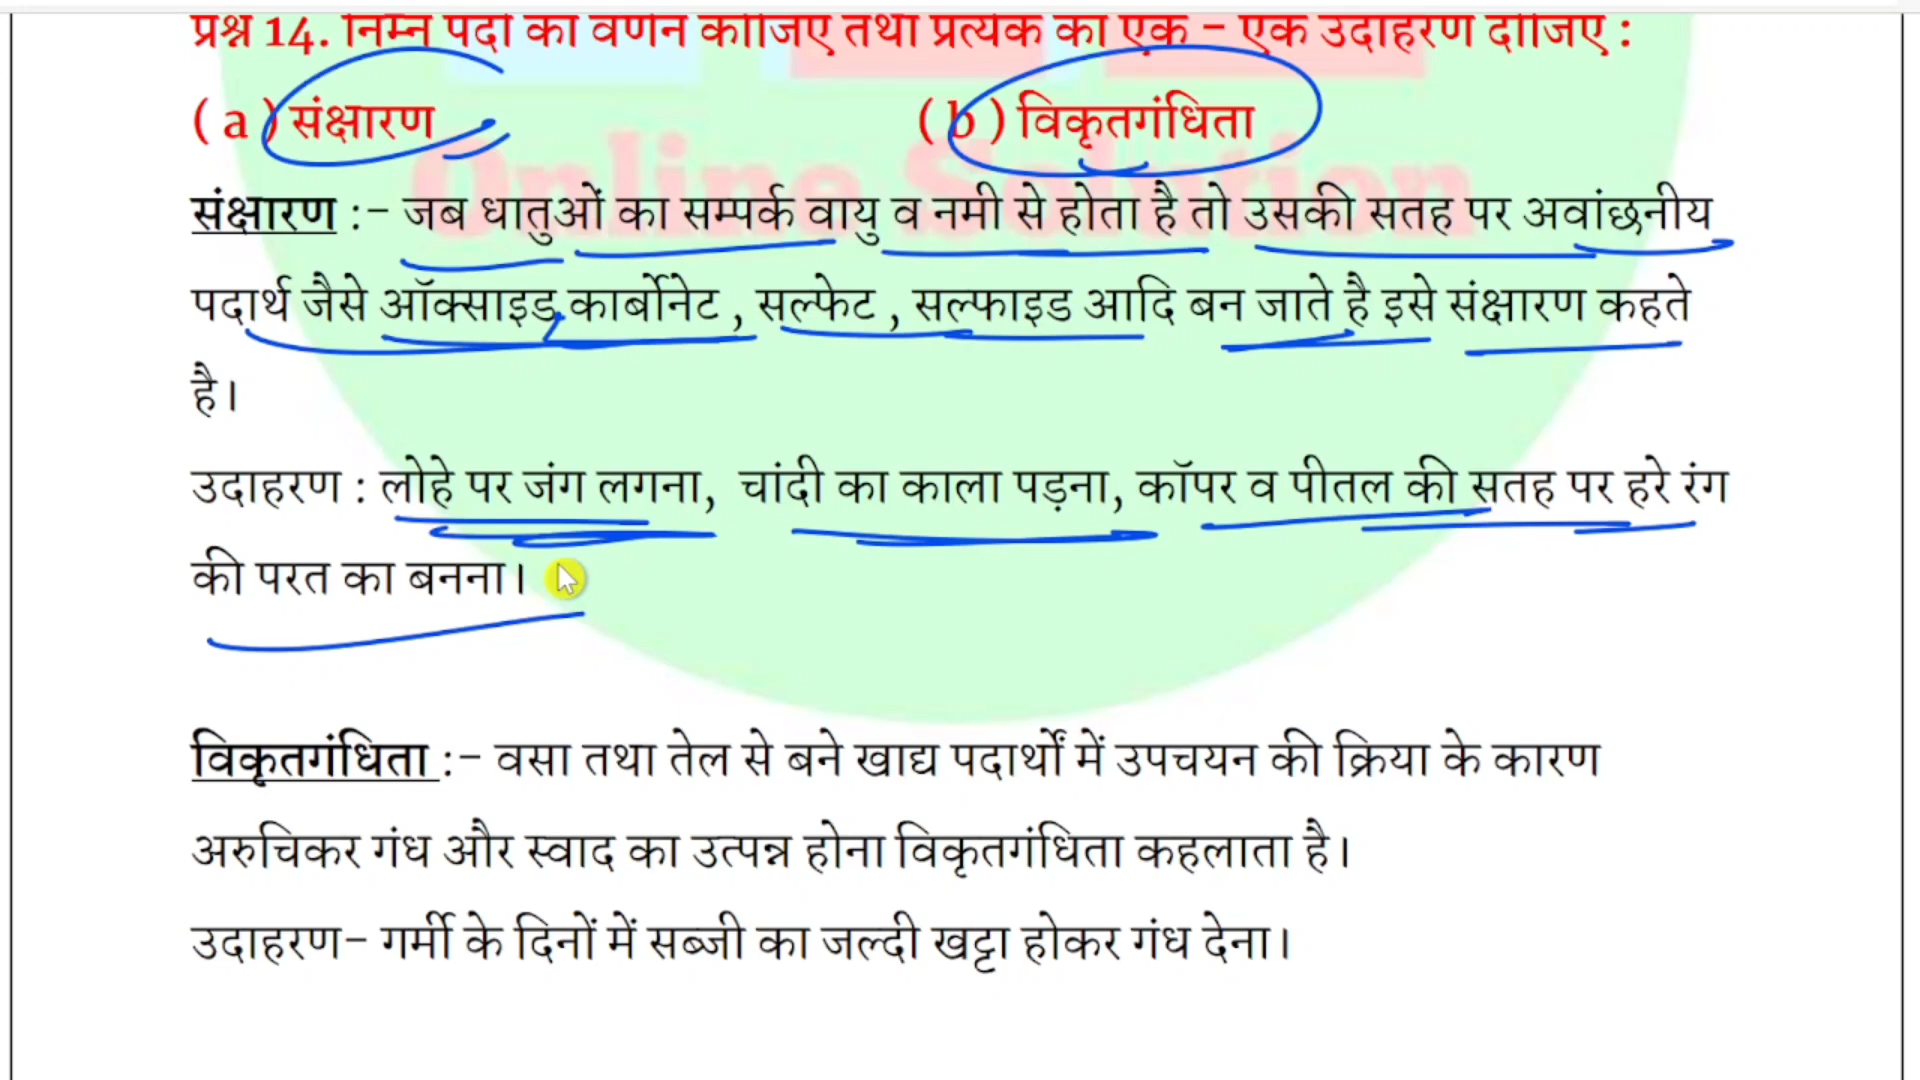 प्रश्न 14. निम्न पदों का वर्णन कीजिए तथा प्रत्येक का एक - एक उदाहरण दीजिए :
( a ) संक्षारण ( b ) विकृतगंधिता
Online Solution
संक्षारण :- जब धातुओं का सम्पर्क वायु व नमी से होता है तो उसकी सतह पर अवांछनीय
पदार्थ जैसे ऑक्साइड,कार्बोनेट , सल्फेट , सल्फाइड आदि बन जाते है इसे संक्षारण कहते
है।
उदाहरण : लोहे पर जंग लगना, चांदी का काला पड़ना, कॉपर व पीतल की सतह पर हरे रंग
की परत का बनना।
विकृतगंधिता :- वसा तथा तेल से बने खाद्य पदार्थों में उपचयन की क्रिया के कारण
अरुचिकर गंध और स्वाद का उत्पन्न होना विकृतगंधिता कहलाता है।
उदाहरण- गर्मी के दिनों में सब्जी का जल्दी खट्टा होकर गंध देना।